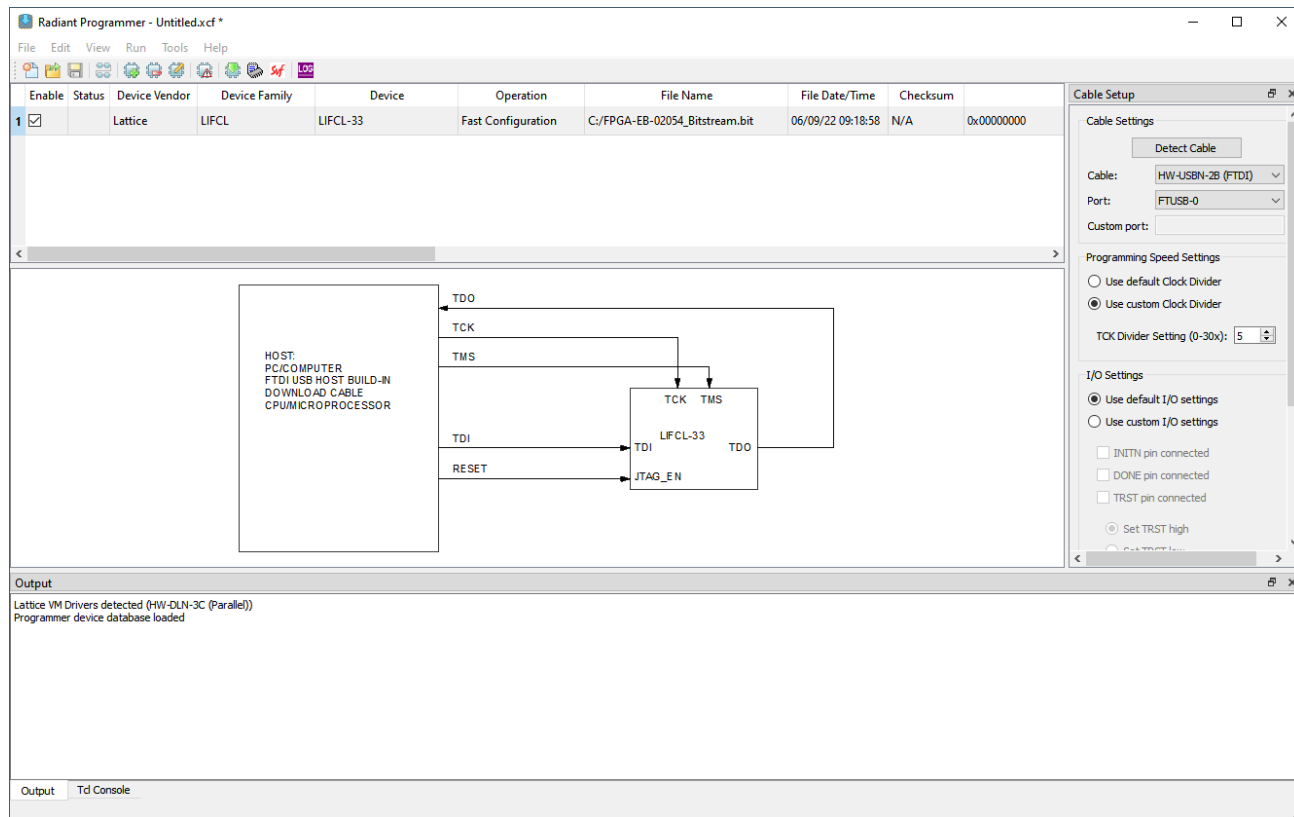 Radiant Programmer - Untitled.xcf *
File Edit View Run Tools Help
Svf LOG
Enable Status Device Vendor Device Family Device Operation File Name File Date/Time Checksum
1 Lattice LIFCL LIFCL-33 Fast Configuration C:/FPGA-EB-02054_Bitstream.bit 06/09/22 09:18:58 N/A 0x00000000
Cable Setup
Cable Settings
Detect Cable
Cable: HW-USBN-2B (FTDI)
Port: FTUSB-0
Custom port:
Programming Speed Settings
Use default Clock Divider
Use custom Clock Divider
TCK Divider Setting (0-30x): 5
I/O Settings
Use default I/O settings
Use custom I/O settings
INITN pin connected
DONE pin connected
TRST pin connected
Set TRST high
Set TRST low
TDO
TCK
TMS
HOST:
PC/COMPUTER
FTDI USB HOST BUILD-IN
DOWNLOAD CABLE
CPU/MICROPROCESSOR
TCK TMS
LIFCL-33
TDI
TDI TDO
RESET
JTAG_EN
Output
Lattice VM Drivers detected (HW-DLN-3C (Parallel))
Programmer device database loaded
Output Tcl Console